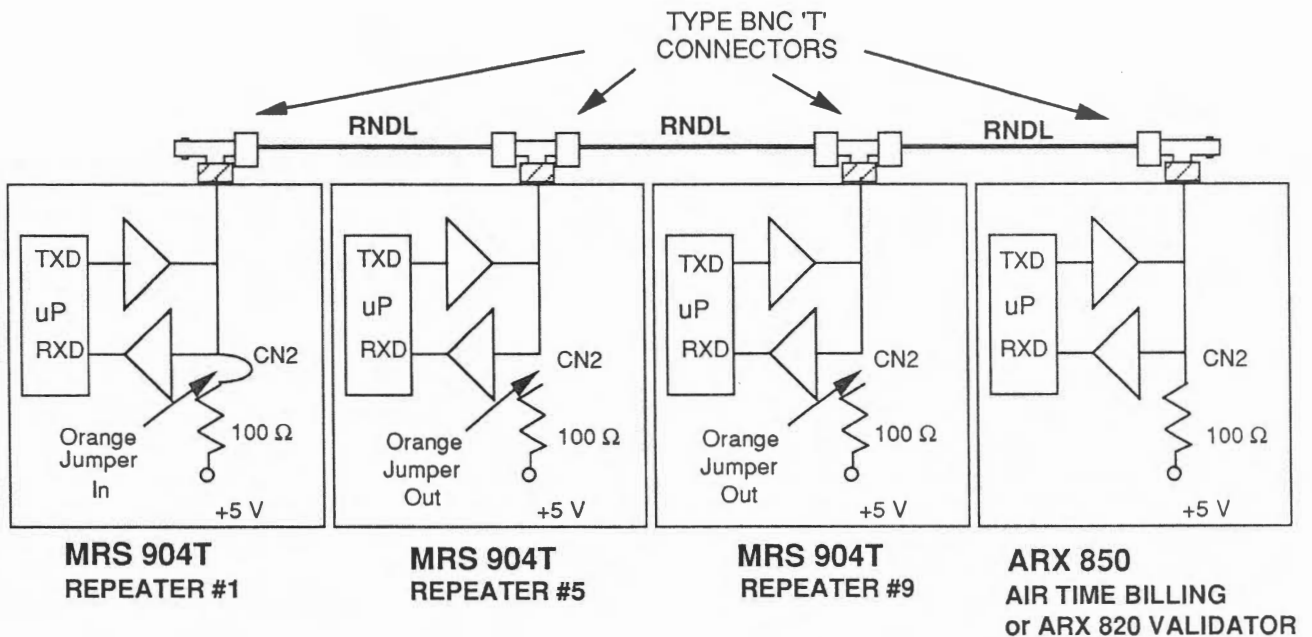 TYPE BNC 'T'
CONNECTORS
RNDL
RNDL
RNDL
TXD
uP
RXD
CN2
100 Ω
Orange
Jumper
In
+5 V
TXD
uP
RXD
CN2
100 Ω
Orange
Jumper
Out
+5 V
TXD
uP
RXD
CN2
100 Ω
Orange
Jumper
Out
+5 V
TXD
uP
RXD
100 Ω
+5 V
MRS 904T
REPEATER #1
MRS 904T
REPEATER #5
MRS 904T
REPEATER #9
ARX 850
AIR TIME BILLING
or ARX 820 VALIDATOR